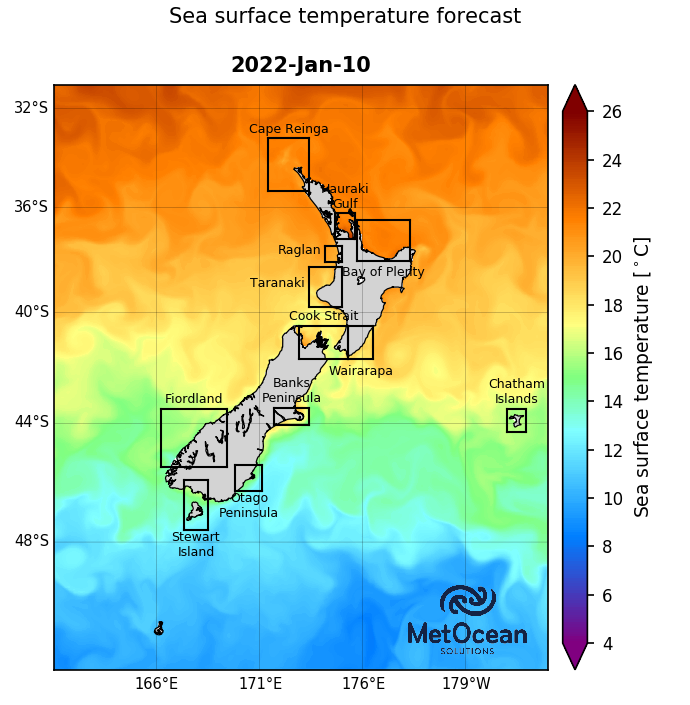 Sea surface temperature forecast
2022-Jan-10
32°S
36°S
40°S
44°S
48°S
Cape Reinga
Hauraki
Gulf
Raglan
Bay of Plenty
Taranaki
Cook Strait
Wairarapa
Banks
Peninsula
Fiordland
Chatham
Islands
Otago
Peninsula
Stewart
Island
MetOcean
SOLUTIONS
166°E
171°E
176°E
179°W
26
24
22
20
18
16
14
12
10
8
6
4
Sea surface temperature [°C]